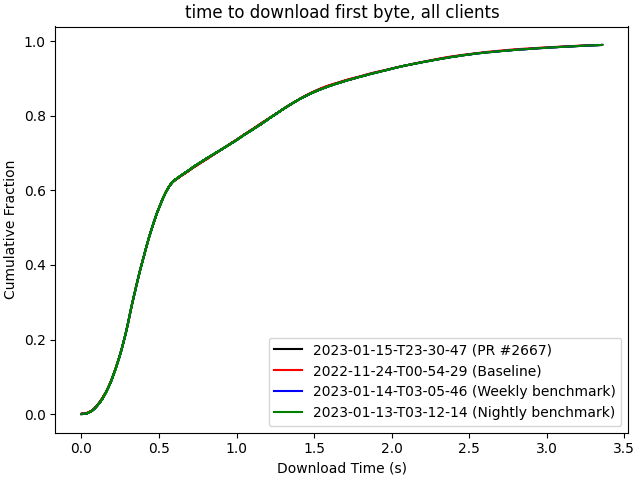 time to download first byte, all clients
Cumulative Fraction
1.0
0.8
0.6
0.4
0.2
0.0
2023-01-15-T23-30-47 (PR #2667)
2022-11-24-T00-54-29 (Baseline)
2023-01-14-T03-05-46 (Weekly benchmark)
2023-01-13-T03-12-14 (Nightly benchmark)
0.0 0.5 1.0 1.5 2.0 2.5 3.0 3.5
Download Time (s)